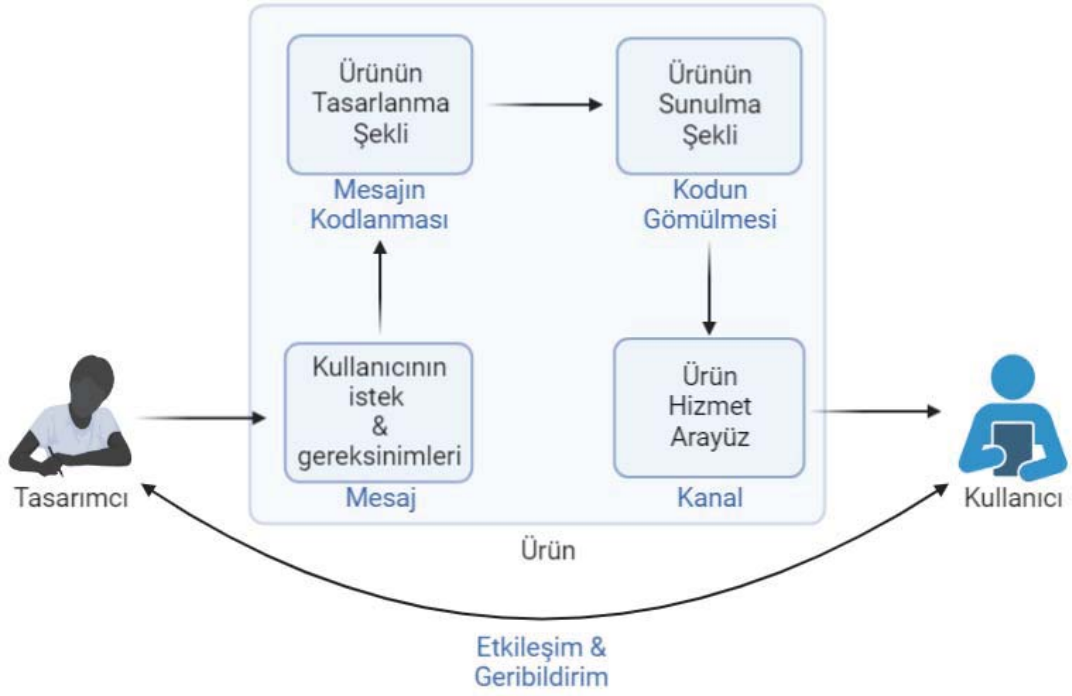 Ürünün
Tasarlanma
Şekli
Mesajın
Kodlanması
Ürünün
Sunulma
Şekli
Kodun
Gömülmesi
Kullanıcının
istek
&
gereksinimleri
Mesaj
Ürün
Hizmet
Arayüz
Kanal
Tasarımcı
Kullanıcı
Ürün
Etkileşim &
Geribildirim